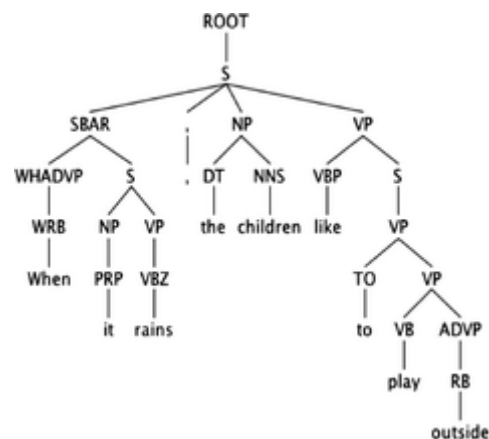 ROOT
S
SBAR , NP VP
WHADVP S , DT NNS VBP S
WRB NP VP the children like VP
When PRP VBZ TO VP
it rains to VB ADVP
play RB
outside